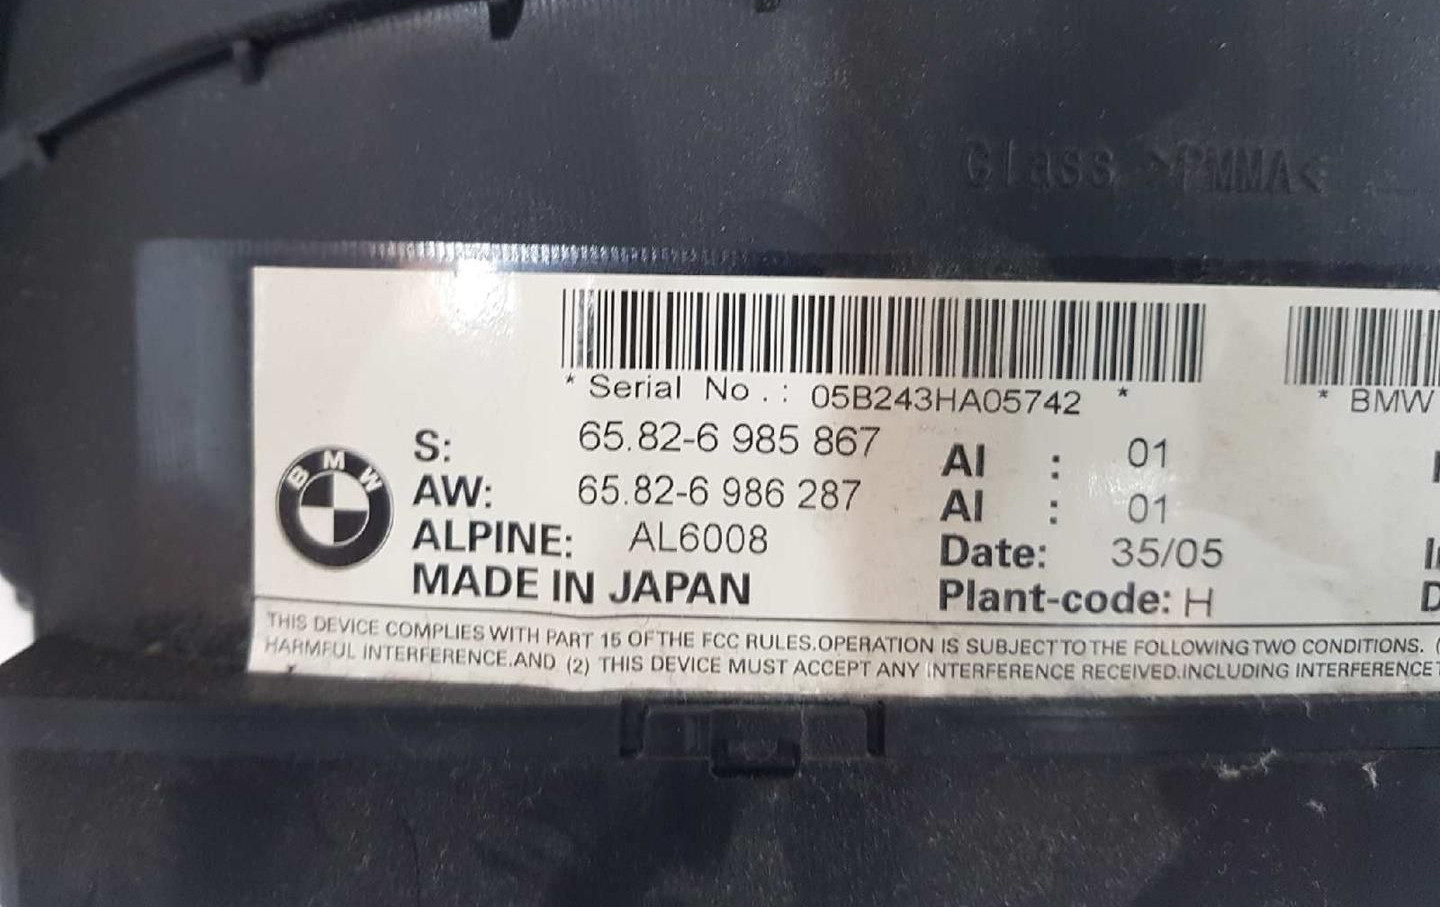 Class >PMMA<
* Serial No.: 05B243HA05742 * * BMW
S: 65.82-6 985 867 AI : 01
AW: 65.82-6 986 287 AI : 01
BMW
ALPINE: AL6008 Date: 35/05
MADE IN JAPAN Plant-code: H
THIS DEVICE COMPLIES WITH PART 15 OF THE FCC RULES.OPERATION IS SUBJECT TO THE FOLLOWING TWO CONDITIONS. (
HARMFUL INTERFERENCE.AND (2) THIS DEVICE MUST ACCEPT ANY INTERFERENCE RECEIVED.INCLUDING INTERFERENCE